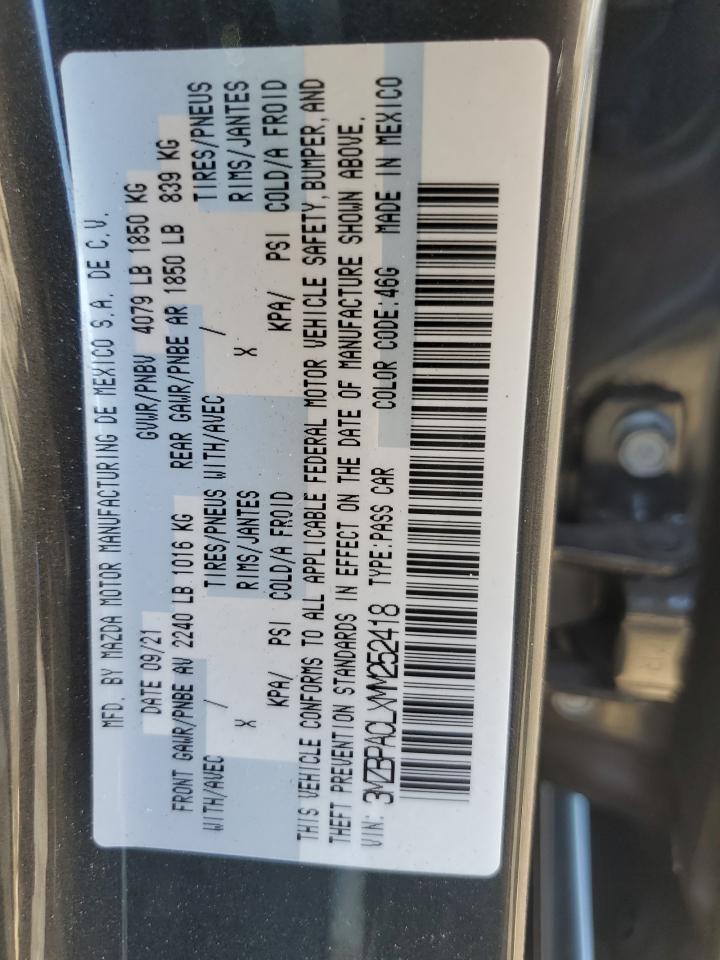 MFD. BY MAZDA MOTOR MANUFACTURING DE MEXICO S.A. DE C.V.
DATE 09/21 GVWR/PNBV 4079 LB 1850 KG
FRONT GAWR/PNBE AV 2240 LB 1016 KG REAR GAWR/PNBE AR 1850 LB 839 KG
WITH/AVEC / TIRES/PNEUS WITH/AVEC / TIRES/PNEUS
X RIMS/JANTES X RIMS/JANTES
KPA/ PSI COLD/A FROID KPA/ PSI COLD/A FROID
THIS VEHICLE CONFORMS TO ALL APPLICABLE FEDERAL MOTOR VEHICLE SAFETY, BUMPER, AND
THEFT PREVENTION STANDARDS IN EFFECT ON THE DATE OF MANUFACTURE SHOWN ABOVE.
VIN: 3MZBPACLXMM252418 TYPE:PASS CAR COLOR CODE:46G MADE IN MEXICO